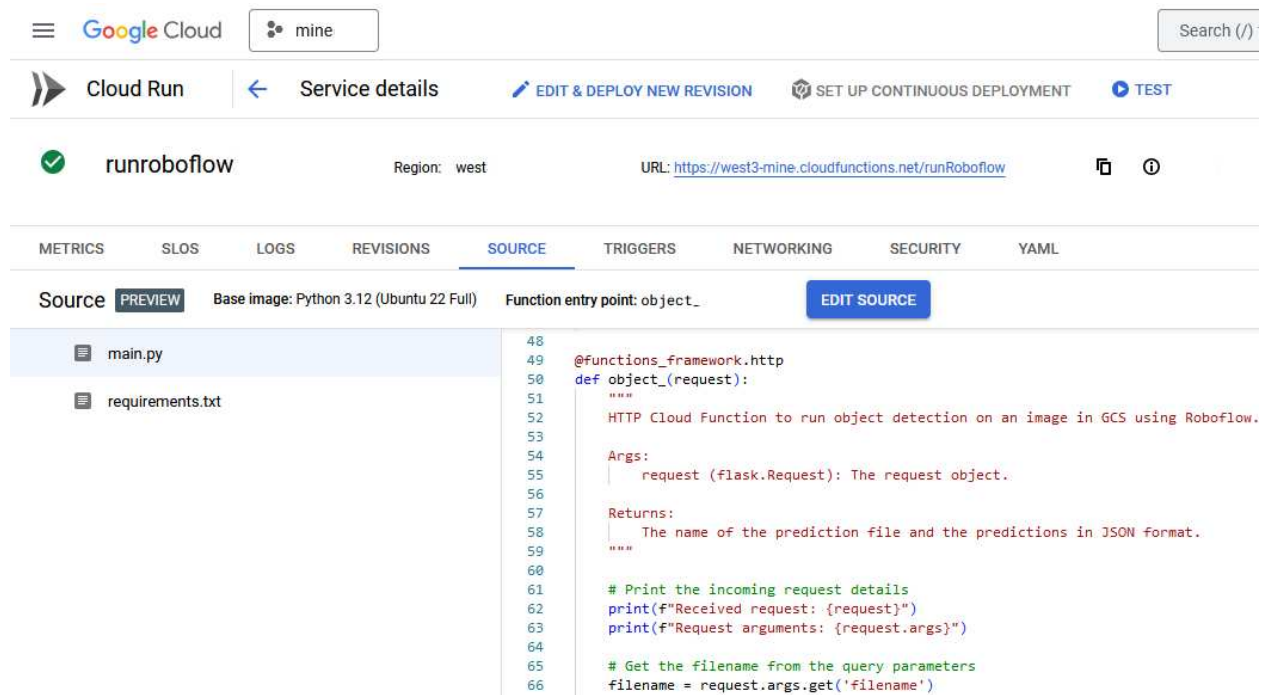 Google Cloud mine Search (/)
Cloud Run Service details EDIT & DEPLOY NEW REVISION SET UP CONTINUOUS DEPLOYMENT TEST
runroboflow Region: west URL: https://west3-mine.cloudfunctions.net/runRoboflow
METRICS SLOS LOGS REVISIONS SOURCE TRIGGERS NETWORKING SECURITY YAML
Source PREVIEW Base image: Python 3.12 (Ubuntu 22 Full) Function entry point: object_ EDIT SOURCE
main.py
requirements.txt
48
49 @functions_framework.http
50 def object_(request):
51 """
52 HTTP Cloud Function to run object detection on an image in GCS using Roboflow.
53
54 Args:
55 request (flask.Request): The request object.
56
57 Returns:
58 The name of the prediction file and the predictions in JSON format.
59 """
60
61 # Print the incoming request details
62 print(f"Received request: {request}")
63 print(f"Request arguments: {request.args}")
64
65 # Get the filename from the query parameters
66 filename = request.args.get('filename')